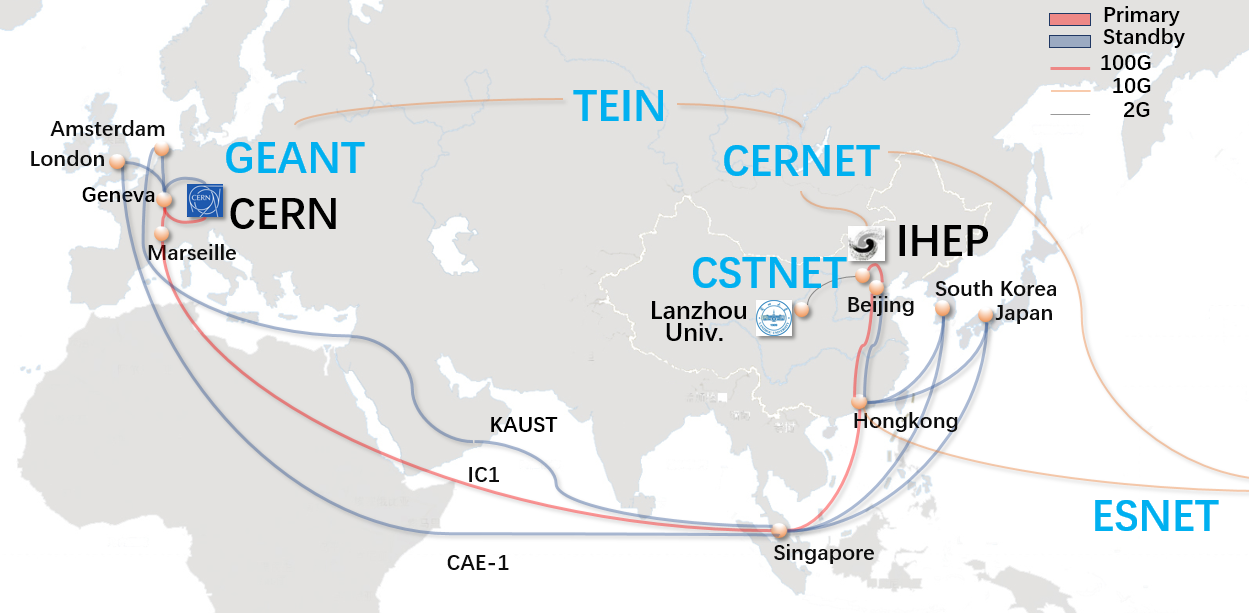 Primary
Standby
100G
10G
2G
TEIN
Amsterdam
London
GEANT
CERNET
Geneva
CERN
CERN
Marseille
IHEP
CSTNET
Lanzhou
Univ.
Beijing
South Korea
Japan
Hongkong
KAUST
IC1
ESNET
Singapore
CAE-1